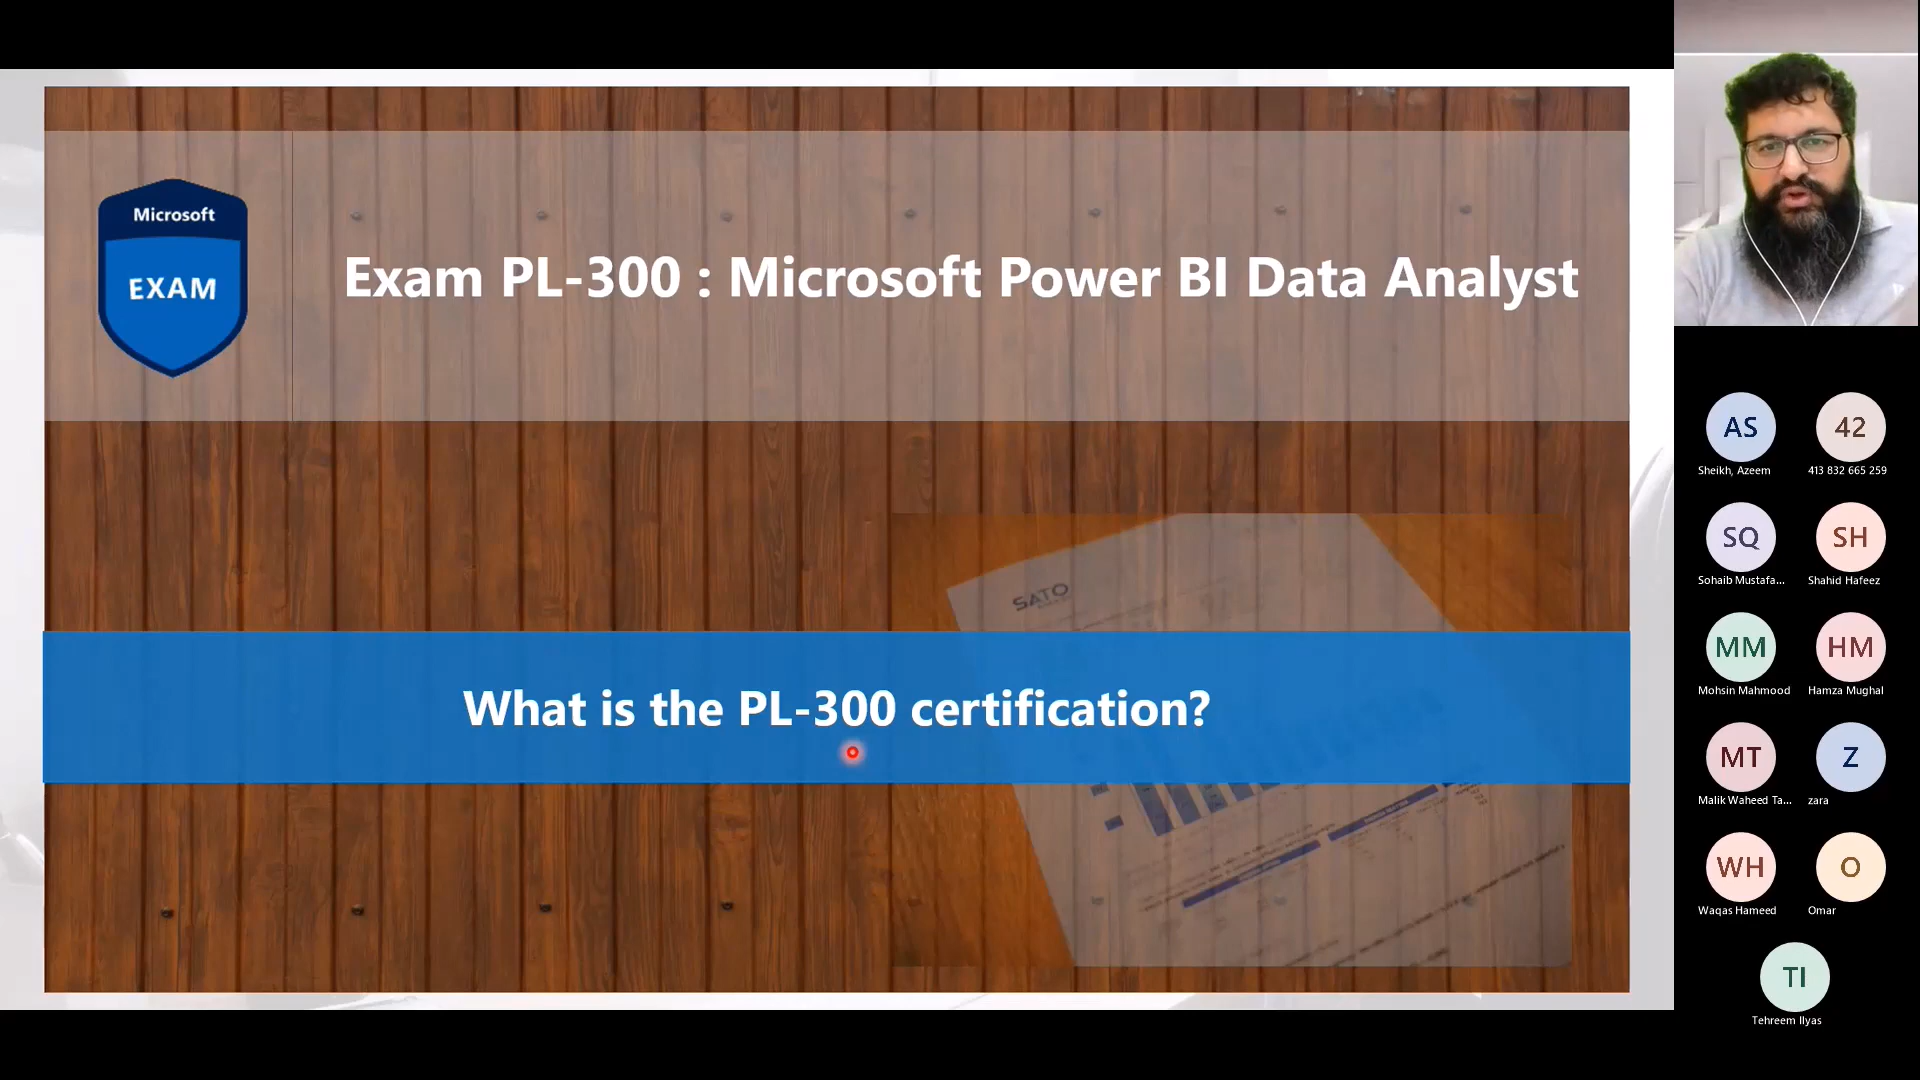 Microsoft
EXAM
Exam PL-300 : Microsoft Power BI Data Analyst
SATO
What is the PL-300 certification?
AS
Sheikh, Azeem
42
413 832 665 259
SQ
Sohaib Mustafa...
SH
Shahid Hafeez
MM
Mohsin Mahmood
HM
Hamza Mughal
MT
Malik Waheed Ta...
Z
zara
WH
Waqas Hameed
O
Omar
TI
Tehreem Ilyas